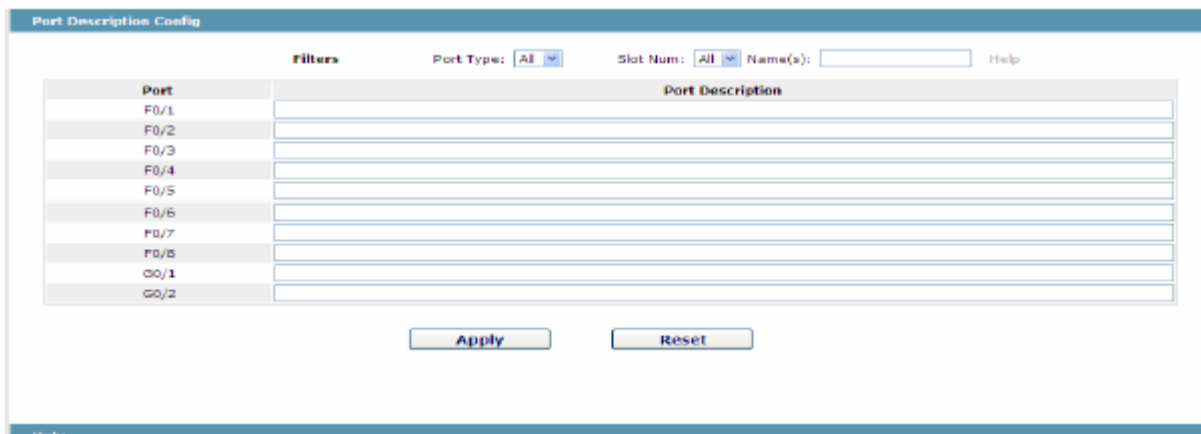 Port Description Config
Filters Port Type: All Slot Num: All Name(s): Help
Port Port Description
F0/1
F0/2
F0/3
F0/4
F0/5
F0/6
F0/7
F0/8
G0/1
G0/2
Apply Reset